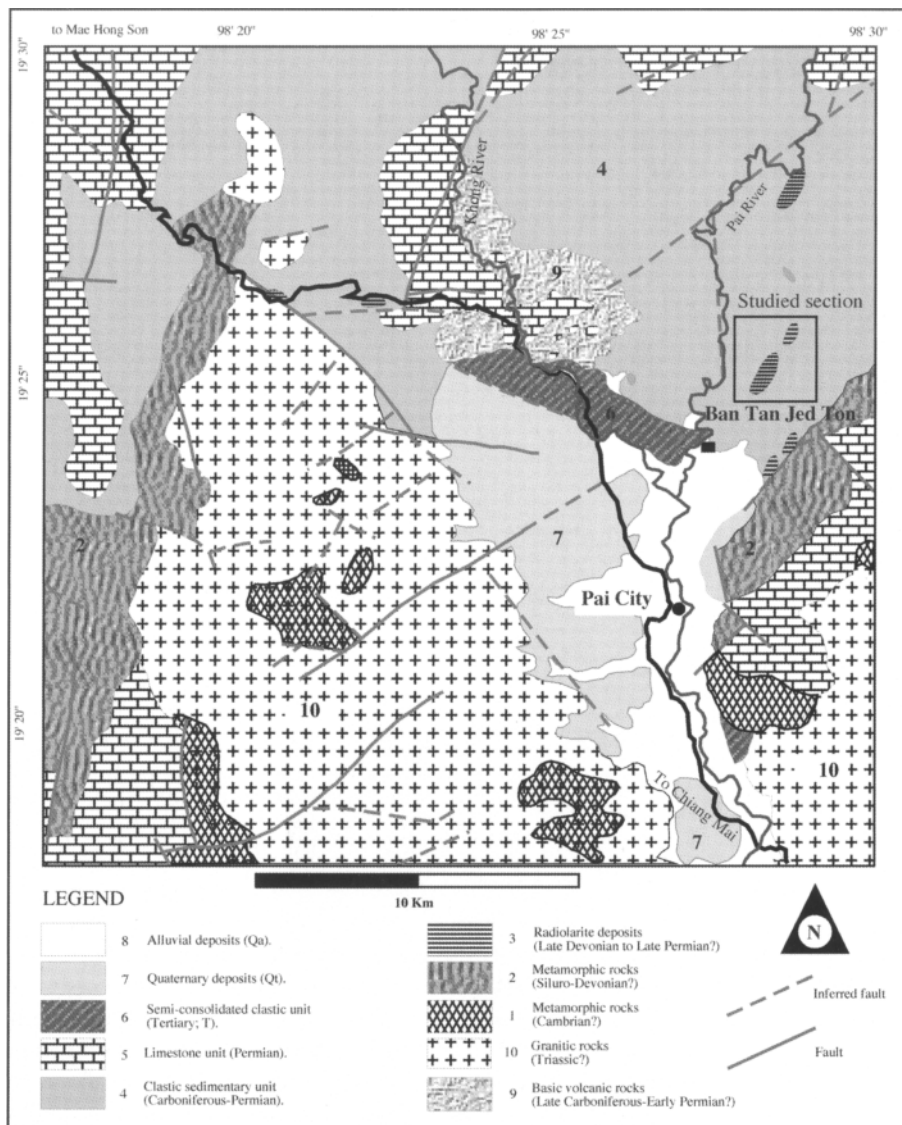 to Mae Hong Son
98' 20"
98' 25"
98' 30"
19' 30"
Khong River
4
Pai River
9
Studied section
19' 25"
Ban Tan Jed Ton
6
7
2
2
Pai City
10
19' 20"
10
To Chiang Mai
7
LEGEND
10 Km
8 Alluvial deposits (Qa).
7 Quaternary deposits (Qt).
6 Semi-consolidated clastic unit
(Tertiary; T).
5 Limestone unit (Permian).
4 Clastic sedimentary unit
(Carboniferous-Permian).
3 Radiolarite deposits
(Late Devonian to Late Permian?)
2 Metamorphic rocks
(Siluro-Devonian?)
1 Metamorphic rocks
(Cambrian?)
10 Granitic rocks
(Triassic?)
9 Basic volcanic rocks
(Late Carboniferous-Early Permian?)
N
Inferred fault
Fault